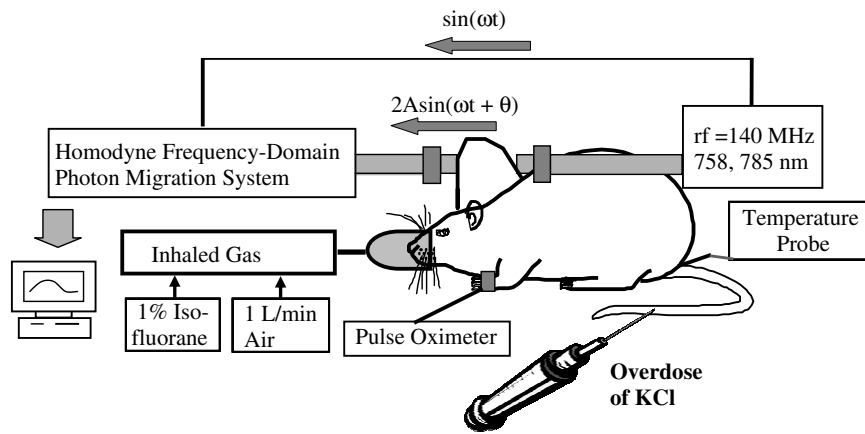 sin(ωt)
2Asin(ωt + θ)
Homodyne Frequency-Domain
Photon Migration System
rf =140 MHz
758, 785 nm
Temperature
Probe
Inhaled Gas
1% Iso-
fluorane
1 L/min
Air
Pulse Oximeter
Overdose
of KCl